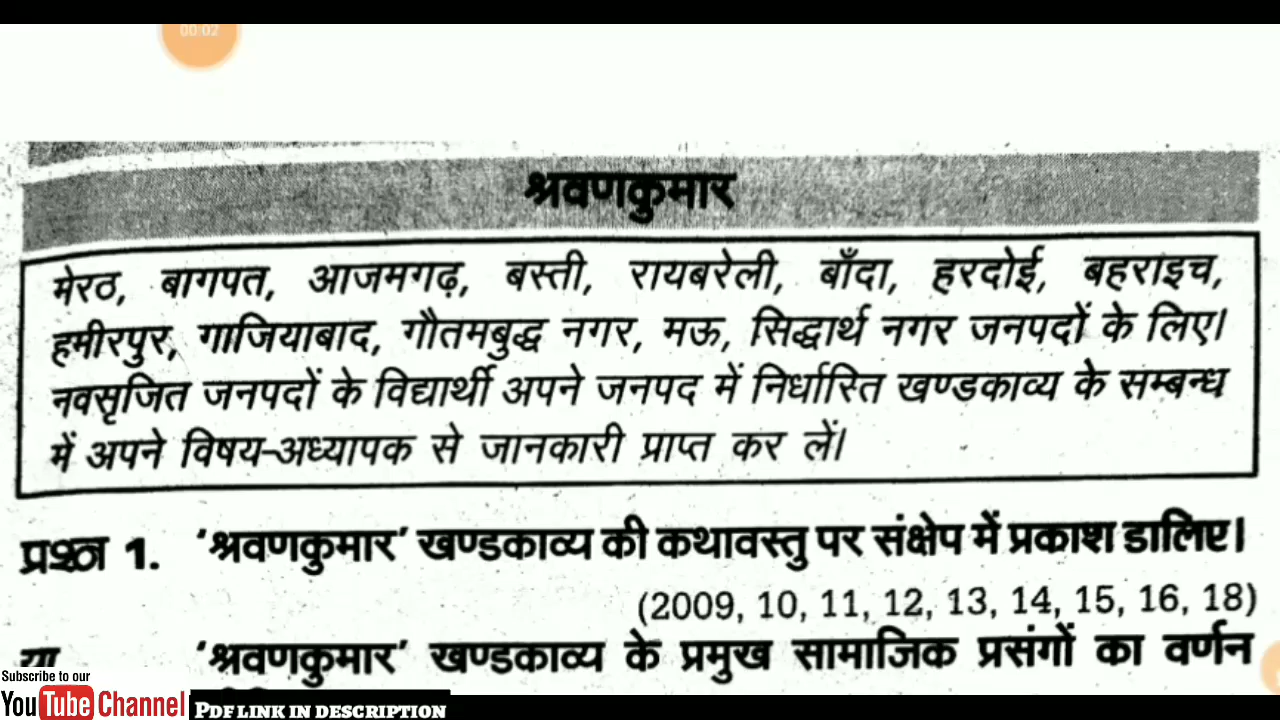 00:02
श्रवणकुमार
मेरठ, बागपत, आजमगढ़, बस्ती, रायबरेली, बाँदा, हरदोई, बहराइच,
हमीरपुर, गाजियाबाद, गौतमबुद्ध नगर, मऊ, सिद्धार्थ नगर जनपदों के लिए।
नवसृजित जनपदों के विद्यार्थी अपने जनपद में निर्धारित खण्डकाव्य के सम्बन्ध
में अपने विषय-अध्यापक से जानकारी प्राप्त कर लें।
प्रश्न 1. 'श्रवणकुमार' खण्डकाव्य की कथावस्तु पर संक्षेप में प्रकाश डालिए।
(2009, 10, 11, 12, 13, 14, 15, 16, 18)
या 'श्रवणकुमार' खण्डकाव्य के प्रमुख सामाजिक प्रसंगों का वर्णन
Subscribe to our
YouTube Channel
PDF LINK IN DESCRIPTION